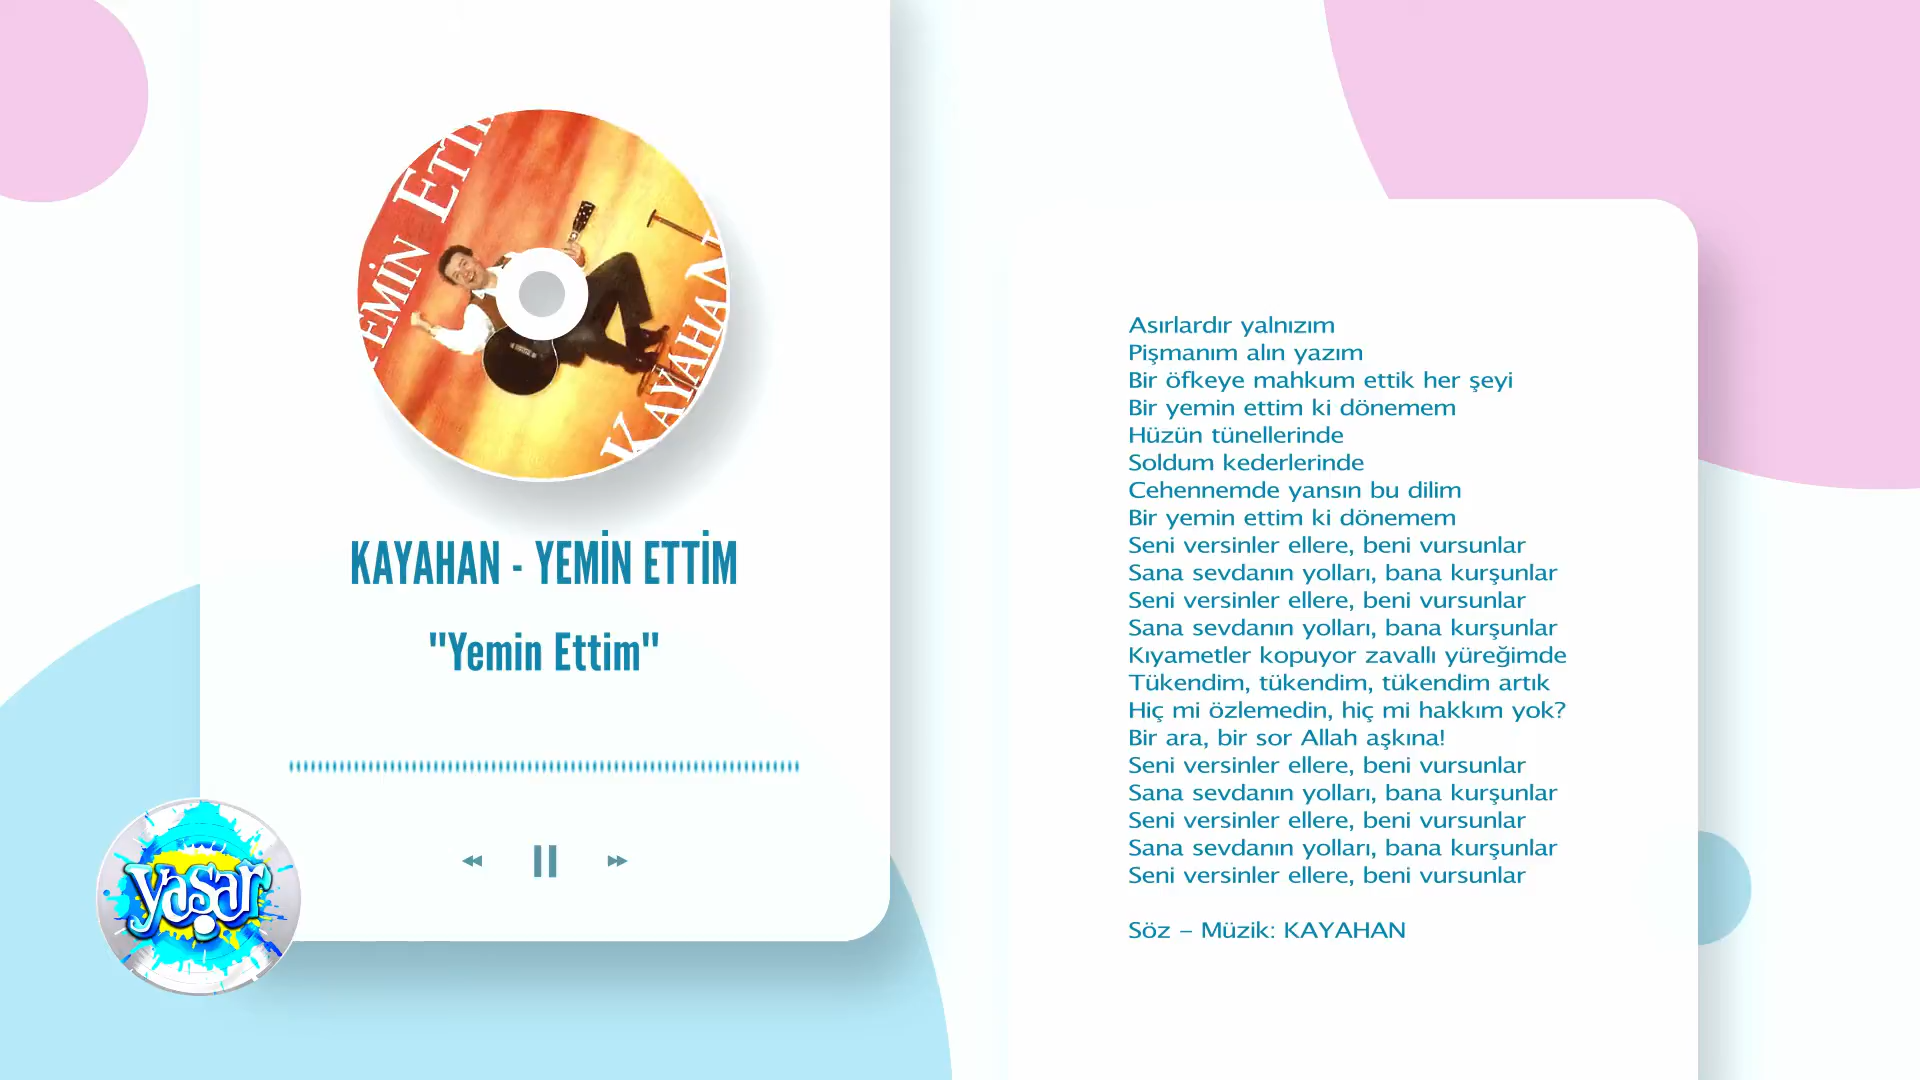 YEMİN ETTİM
KAYAHAN
KAYAHAN - YEMİN ETTİM
"Yemin Ettim"
yaşar
Asırlardır yalnızım
Pişmanım alın yazım
Bir öfkeye mahkum ettik her şeyi
Bir yemin ettim ki dönemem
Hüzün tünellerinde
Soldum kederlerinde
Cehennemde yansın bu dilim
Bir yemin ettim ki dönemem
Seni versinler ellere, beni vursunlar
Sana sevdanın yolları, bana kurşunlar
Seni versinler ellere, beni vursunlar
Sana sevdanın yolları, bana kurşunlar
Kıyametler kopuyor zavallı yüreğimde
Tükendim, tükendim, tükendim artık
Hiç mi özlemedin, hiç mi hakkım yok?
Bir ara, bir sor Allah aşkına!
Seni versinler ellere, beni vursunlar
Sana sevdanın yolları, bana kurşunlar
Seni versinler ellere, beni vursunlar
Sana sevdanın yolları, bana kurşunlar
Seni versinler ellere, beni vursunlar
Söz – Müzik: KAYAHAN